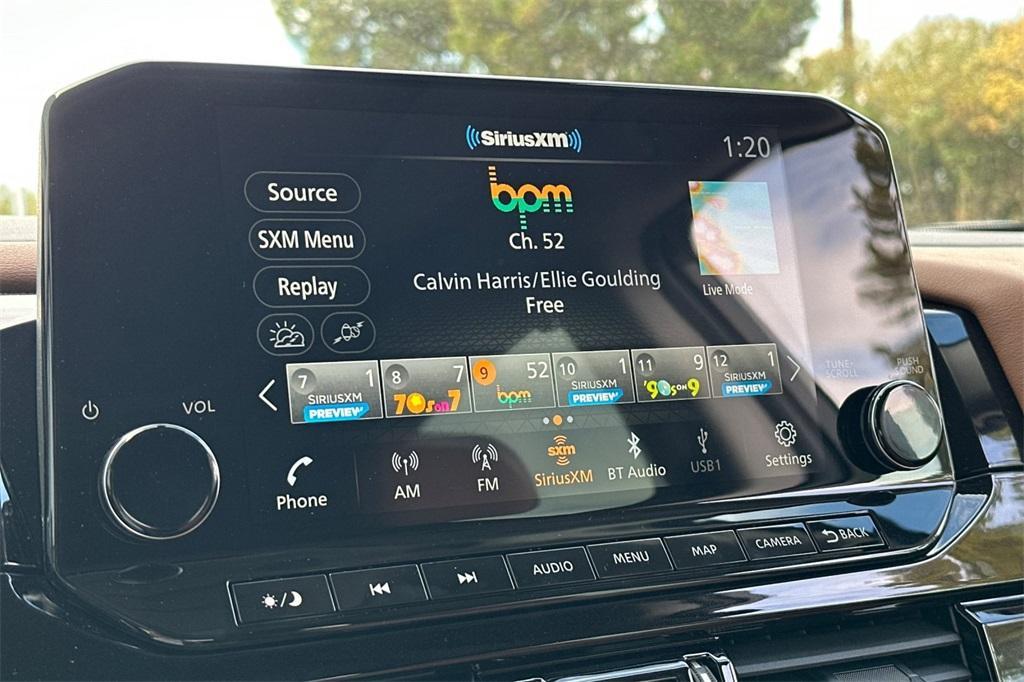 SiriusXM
1:20
Source
bpm
SXM Menu
Ch. 52
Replay
Calvin Harris/Ellie Goulding
Free
Live Mode
7 1
SIRIUSXM
PREVIEW
8 7
70s on 7
9 52
bpm
10 1
SIRIUSXM
PREVIEW
11 9
'90s ON 9
12 1
SIRIUSXM
PREVIEW
VOL
TUNE·
SCROLL
PUSH
SOUND
Phone
AM
FM
sxm
SiriusXM
BT Audio
USB1
Settings
/
AUDIO
MENU
MAP
CAMERA
BACK